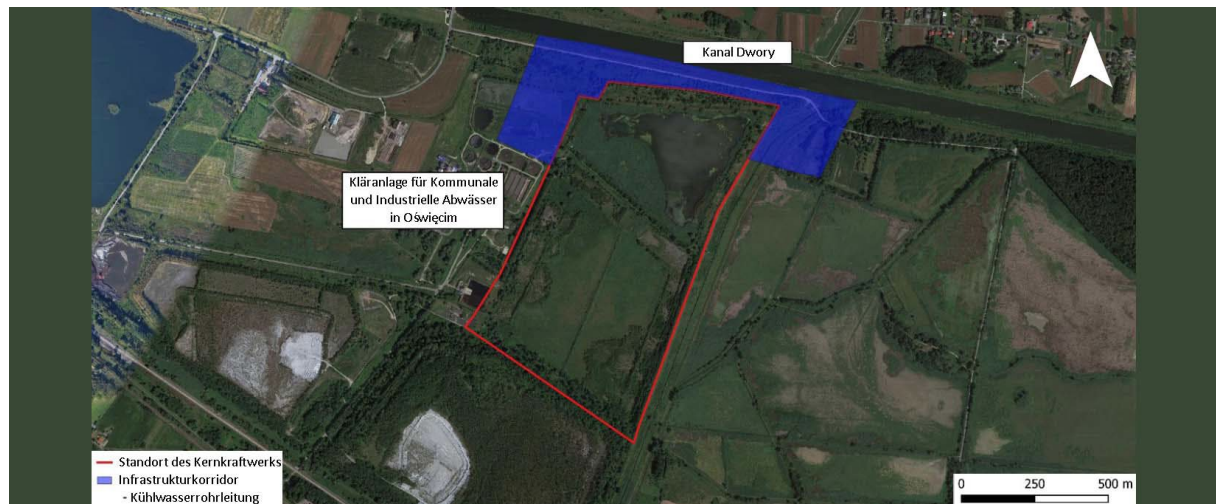 Kanal Dwory
Kläranlage für Kommunale
und Industrielle Abwässer
in Oświęcim
Standort des Kernkraftwerks
Infrastrukturkorridor
- Kühlwasserrohrleitung
0 250 500 m